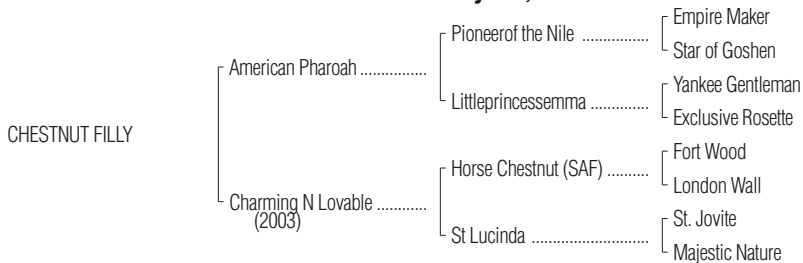 Empire Maker
Pioneerof the Nile ................
Star of Goshen
American Pharoah ................
Yankee Gentleman
Littleprincessemma ..............
Exclusive Rosette
CHESTNUT FILLY
Fort Wood
Horse Chestnut (SAF) ..........
London Wall
Charming N Lovable ............
(2003)
St. Jovite
St Lucinda ............................
Majestic Nature